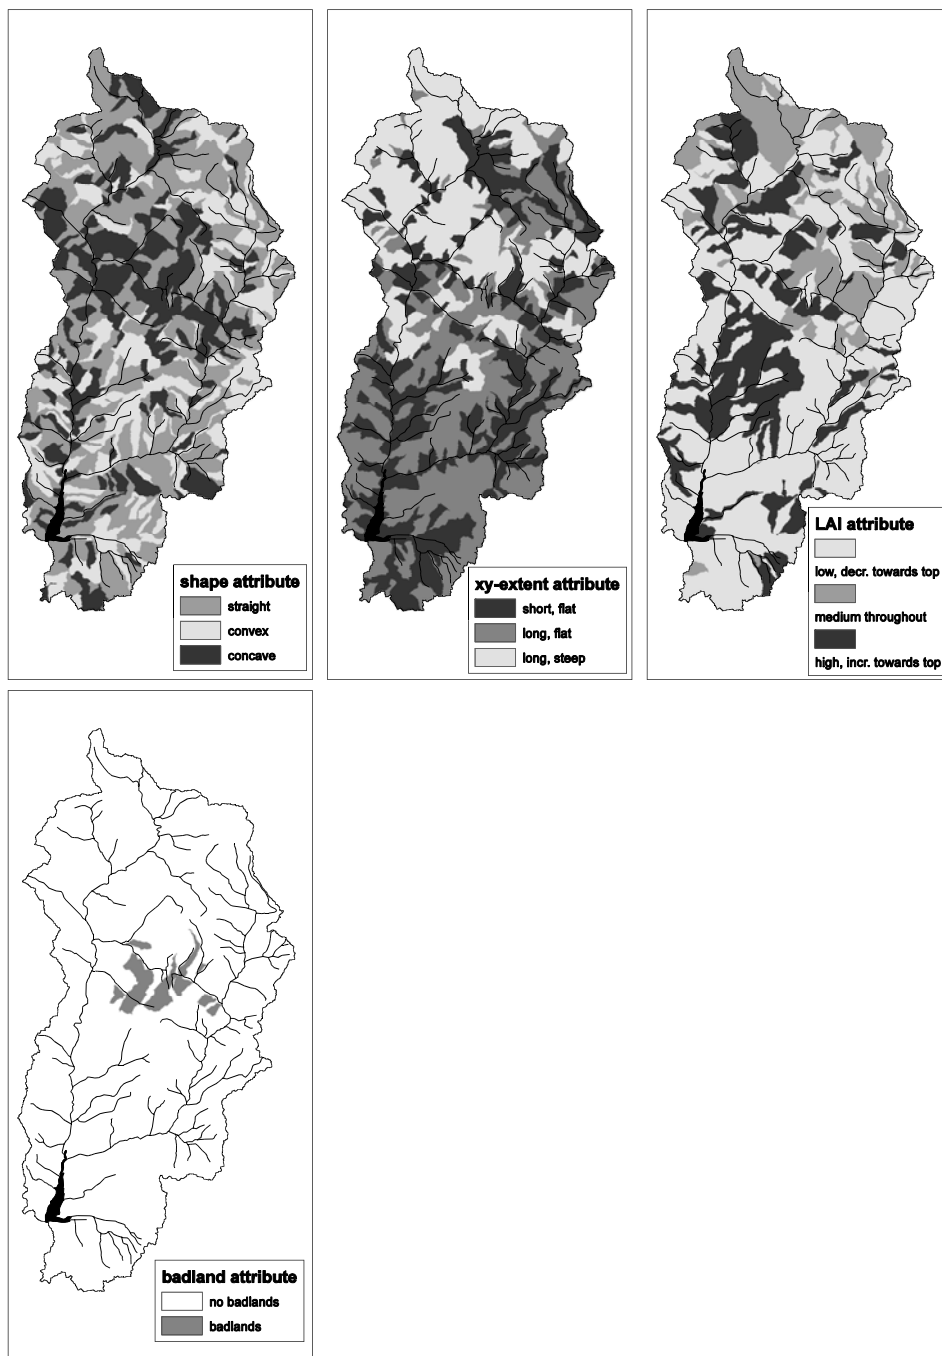 shape attribute
straight
convex
concave
xy-extent attribute
short, flat
long, flat
long, steep
LAI attribute
low, decr. towards top
medium throughout
high, incr. towards top
badland attribute
no badlands
badlands